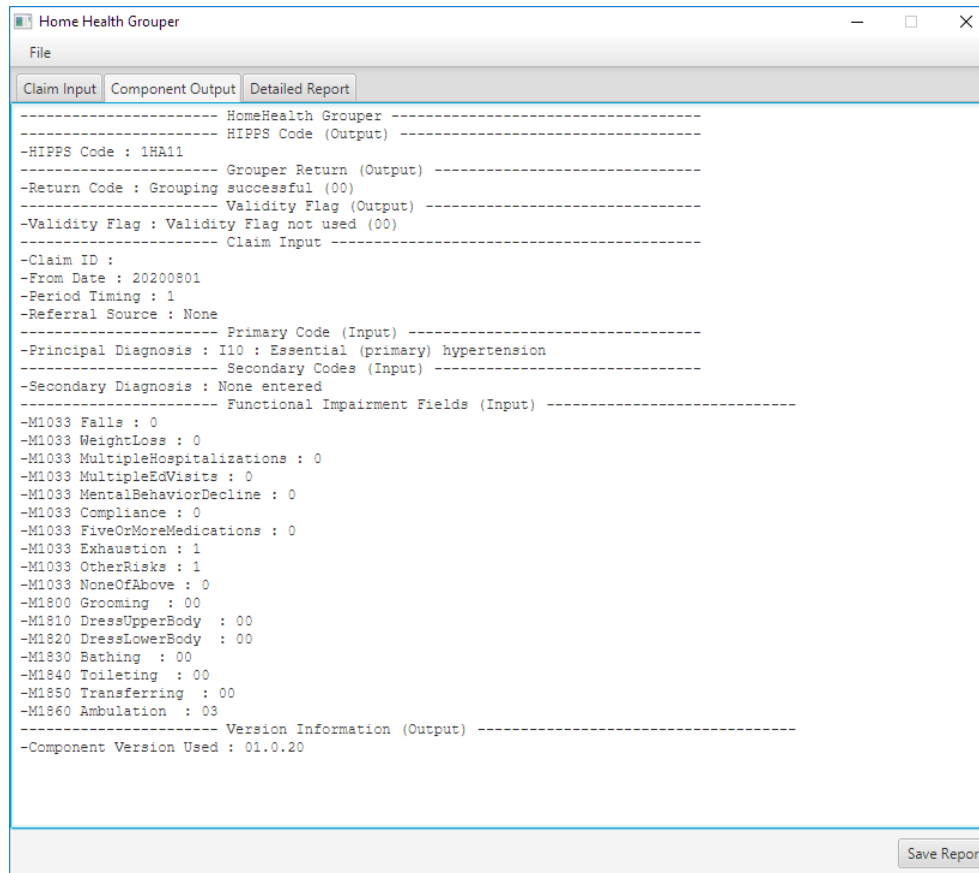 Home Health Grouper
File
Claim Input Component Output Detailed Report
----------------------- HomeHealth Grouper ------------------------------------
----------------------- HIPPS Code (Output) -----------------------------------
-HIPPS Code : 1HA11
----------------------- Grouper Return (Output) -------------------------------
-Return Code : Grouping successful (00)
----------------------- Validity Flag (Output) --------------------------------
-Validity Flag : Validity Flag not used (00)
----------------------- Claim Input -------------------------------------------
-Claim ID :
-From Date : 20200801
-Period Timing : 1
-Referral Source : None
----------------------- Primary Code (Input) ----------------------------------
-Principal Diagnosis : I10 : Essential (primary) hypertension
----------------------- Secondary Codes (Input) -------------------------------
-Secondary Diagnosis : None entered
----------------------- Functional Impairment Fields (Input) -----------------------------
-M1033 Falls : 0
-M1033 WeightLoss : 0
-M1033 MultipleHospitalizations : 0
-M1033 MultipleEdVisits : 0
-M1033 MentalBehaviorDecline : 0
-M1033 Compliance : 0
-M1033 FiveOrMoreMedications : 0
-M1033 Exhaustion : 1
-M1033 OtherRisks : 1
-M1033 NoneOfAbove : 0
-M1800 Grooming  : 00
-M1810 DressUpperBody  : 00
-M1820 DressLowerBody  : 00
-M1830 Bathing  : 00
-M1840 Toileting  : 00
-M1850 Transferring  : 00
-M1860 Ambulation  : 03
----------------------- Version Information (Output) -------------------------------------
-Component Version Used : 01.0.20
Save Repor